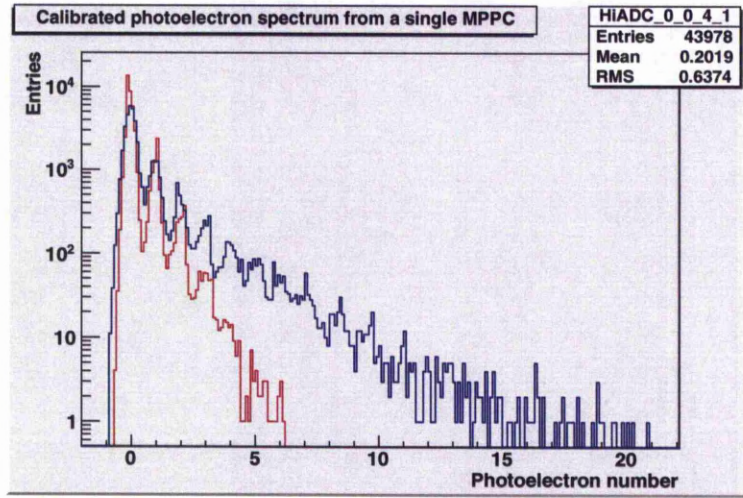 Calibrated photoelectron spectrum from a single MPPC
HiADC_0_0_4_1
Entries 43978
Mean 0.2019
RMS 0.6374
Entries
10⁴
10³
10²
10
1
0 5 10 15 20
Photoelectron number